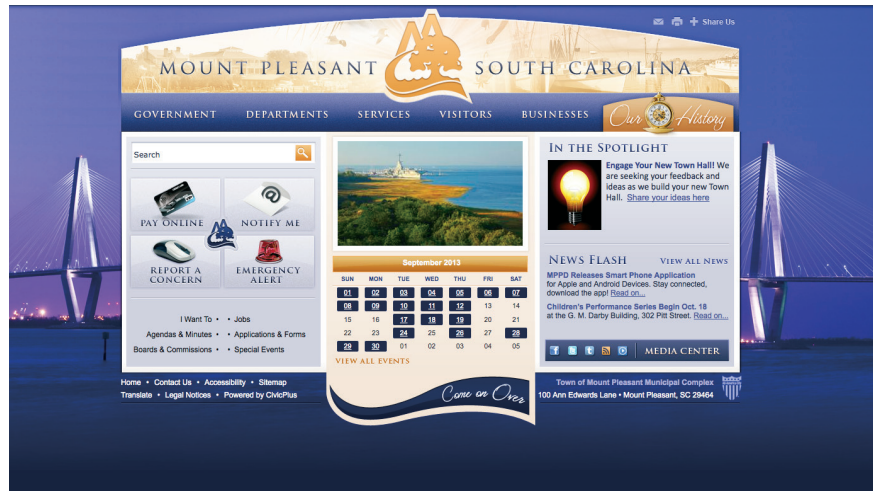 Share Us
MOUNT PLEASANT SOUTH CAROLINA
GOVERNMENT DEPARTMENTS SERVICES VISITORS BUSINESSES Our History
Search
PAY ONLINE NOTIFY ME
REPORT A CONCERN
EMERGENCY ALERT
I Want To • • Jobs
Agendas & Minutes • • Applications & Forms
Boards & Commissions • • Special Events
September 2013
SUN MON TUE WED THU FRI SAT
01 02 03 04 05 06 07
08 09 10 11 12 13 14
15 16 17 18 19 20 21
22 23 24 25 26 27 28
29 30 01 02 03 04 05
VIEW ALL EVENTS
Come on Over
IN THE SPOTLIGHT
Engage Your New Town Hall! We
are seeking your feedback and
ideas as we build your new Town
Hall. Share your ideas here
NEWS FLASH VIEW ALL NEWS
MPPD Releases Smart Phone Application
for Apple and Android Devices. Stay connected,
download the app! Read on...
Children's Performance Series Begin Oct. 18
at the G. M. Darby Building, 302 Pitt Street. Read on...
MEDIA CENTER
Home • Contact Us • Accessibility • Sitemap
Translate • Legal Notices • Powered by CivicPlus
Town of Mount Pleasant Municipal Complex
100 Ann Edwards Lane • Mount Pleasant, SC 29464